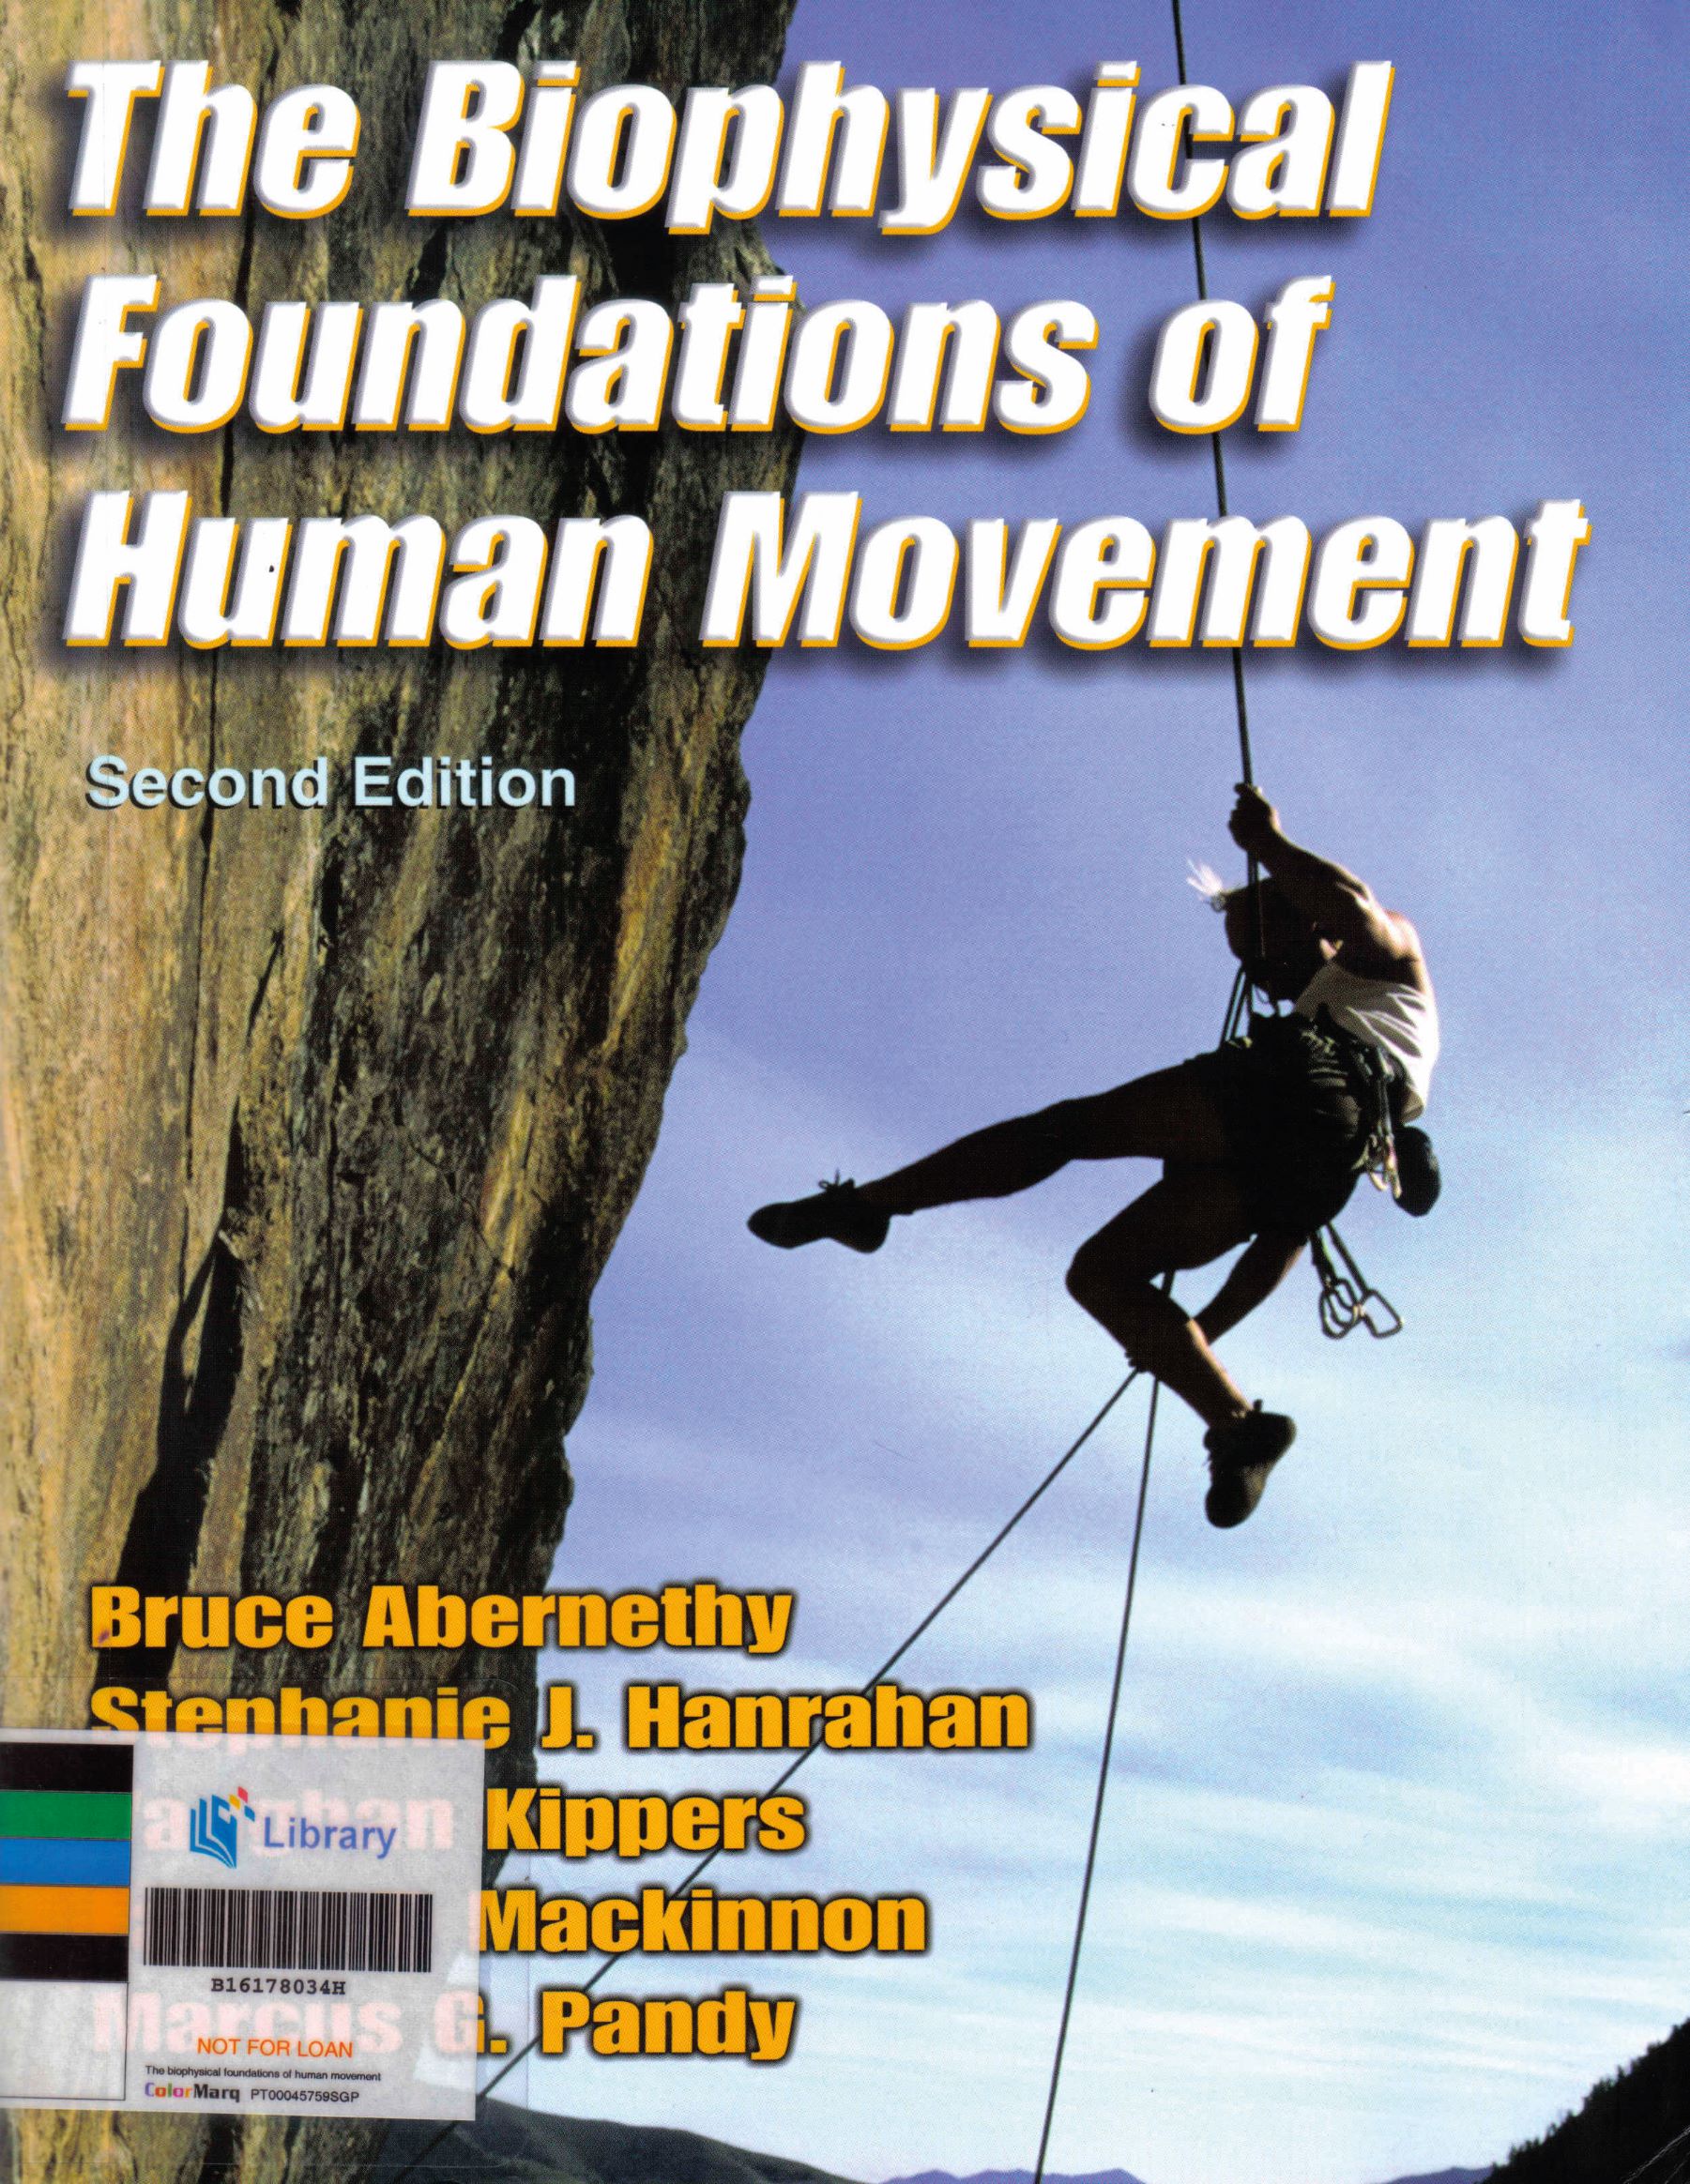 The Biophysical
Foundations of
Human Movement
Second Edition
Bruce Abernethy
Stephanie J. Hanrahan
Kippers
Mackinnon
Marcus G. Pandy
Library
B16178034H
NOT FOR LOAN
The biophysical foundations of human movement
ColorMarq PT00045759SGP